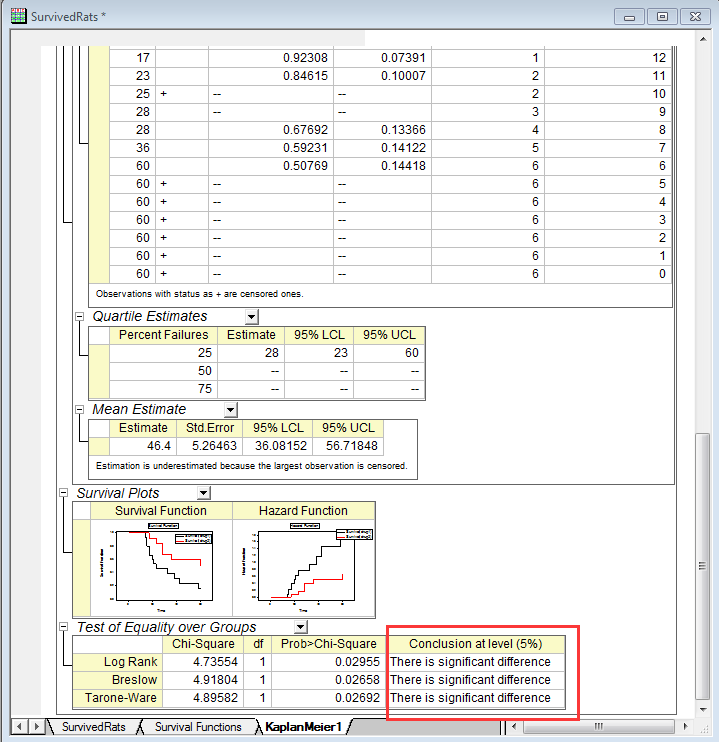 SurvivedRats *
17 0.92308 0.07391 1 12
23 0.84615 0.10007 2 11
25 + -- -- 2 10
28 -- -- 3 9
28 0.67692 0.13366 4 8
36 0.59231 0.14122 5 7
60 0.50769 0.14418 6 6
60 + -- -- 6 5
60 + -- -- 6 4
60 + -- -- 6 3
60 + -- -- 6 2
60 + -- -- 6 1
60 + -- -- 6 0
Observations with status as + are censored ones.
Quartile Estimates
Percent Failures Estimate 95% LCL 95% UCL
25 28 23 60
50 -- -- --
75 -- -- --
Mean Estimate
Estimate Std.Error 95% LCL 95% UCL
46.4 5.26463 36.08152 56.71848
Estimation is underestimated because the largest observation is censored.
Survival Plots
Survival Function Hazard Function
Survival Function Hazard Function
Time Time
Test of Equality over Groups
Chi-Square df Prob>Chi-Square Conclusion at level (5%)
Log Rank 4.73554 1 0.02955 There is significant difference
Breslow 4.91804 1 0.02658 There is significant difference
Tarone-Ware 4.89582 1 0.02692 There is significant difference
SurvivedRats Survival Functions KaplanMeier1